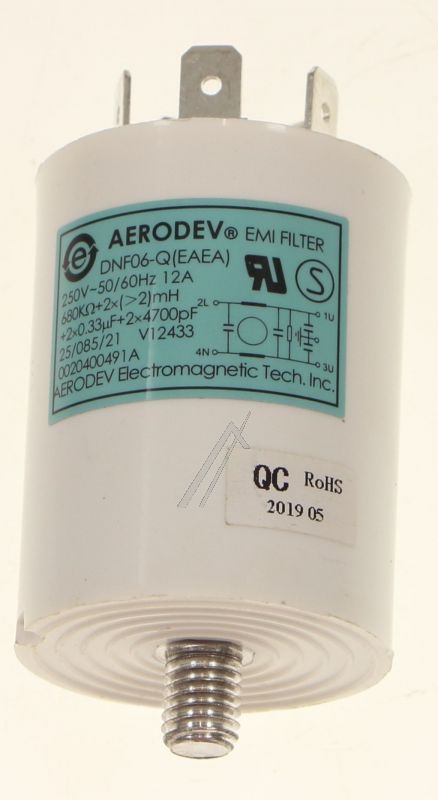 AERODEV® EMI FILTER
DNF06-Q(EAEA)
250V~50/60Hz 12A
680KΩ+2×(>2)mH
+2×0.33µF+2×4700pF
25/085/21 V12433
0020400491A
2L 1U
4N 3U
AERODEV Electromagnetic Tech. Inc.
QC RoHS
2019 05